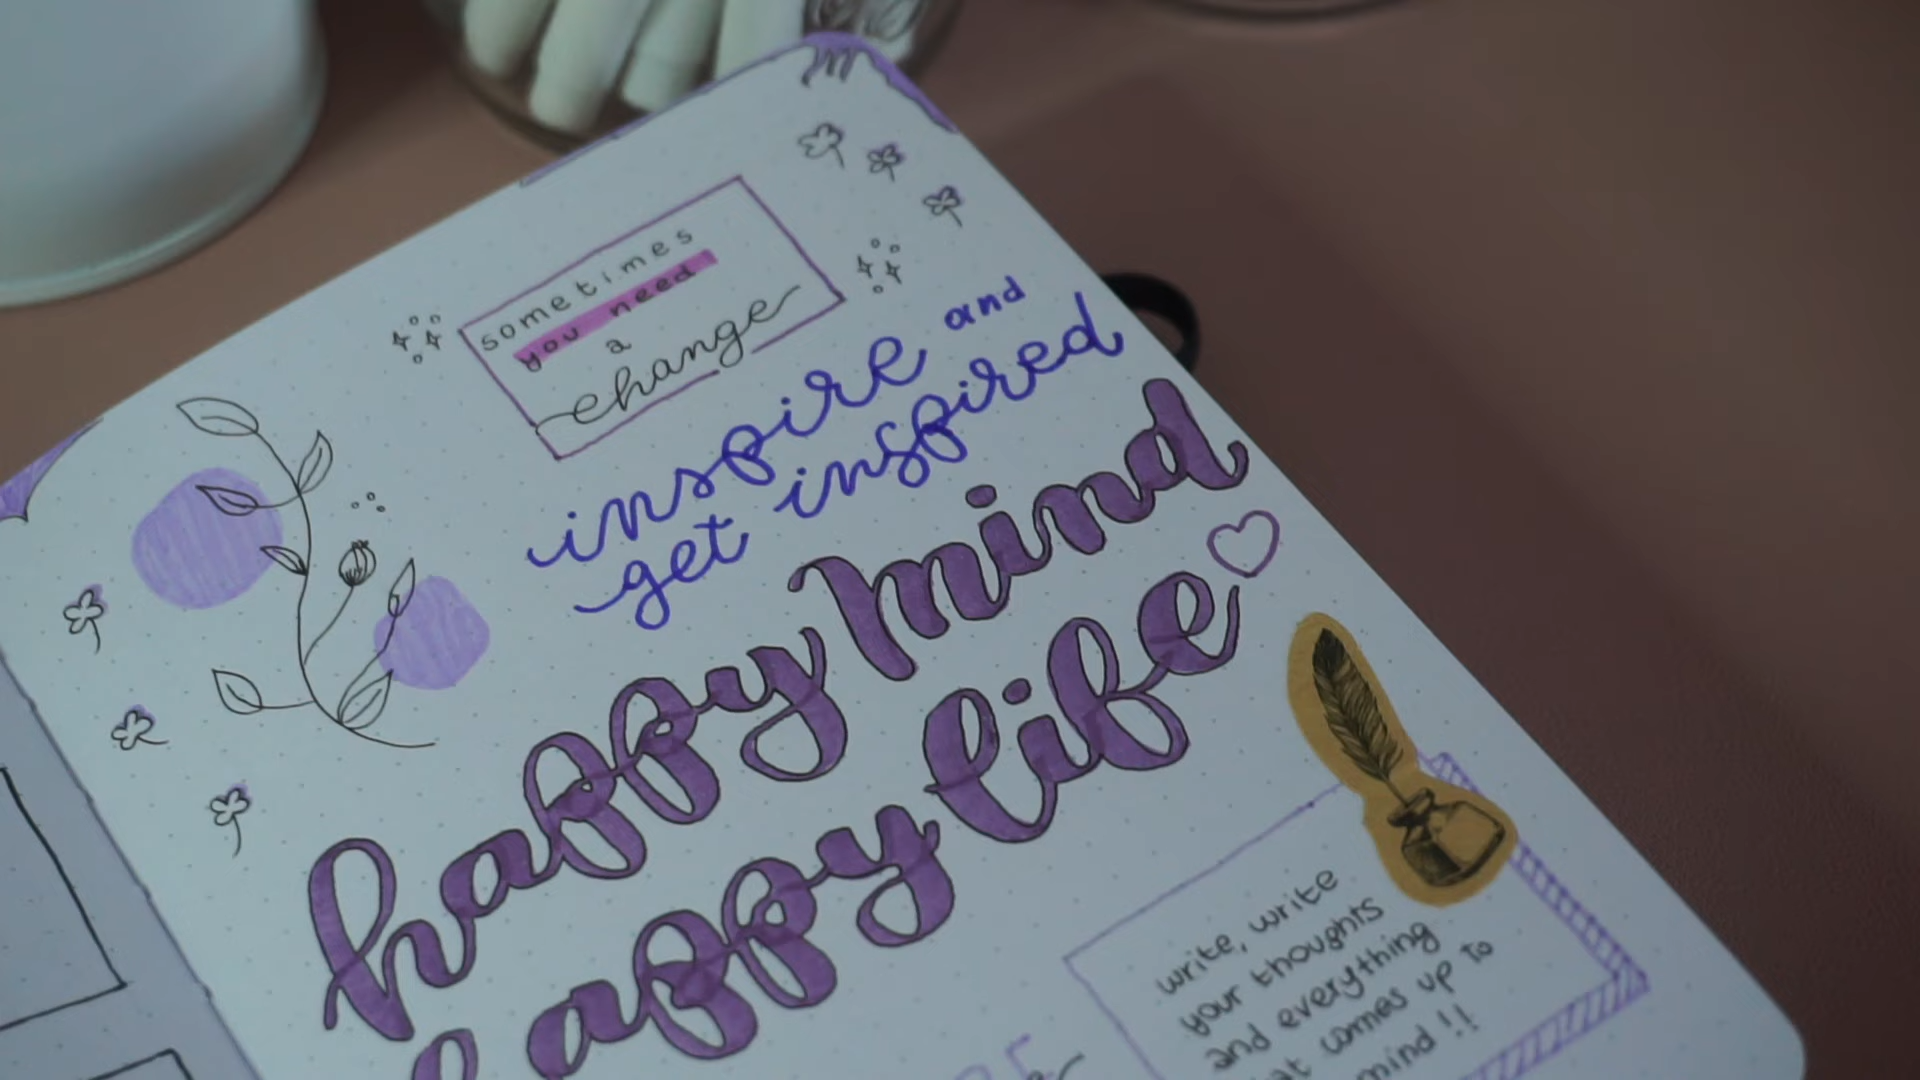 sometimes
you need
a
change
inspire and
get inspired
happy mind
happy life
write, write
your thoughts
and everything
comes up to
mind!!